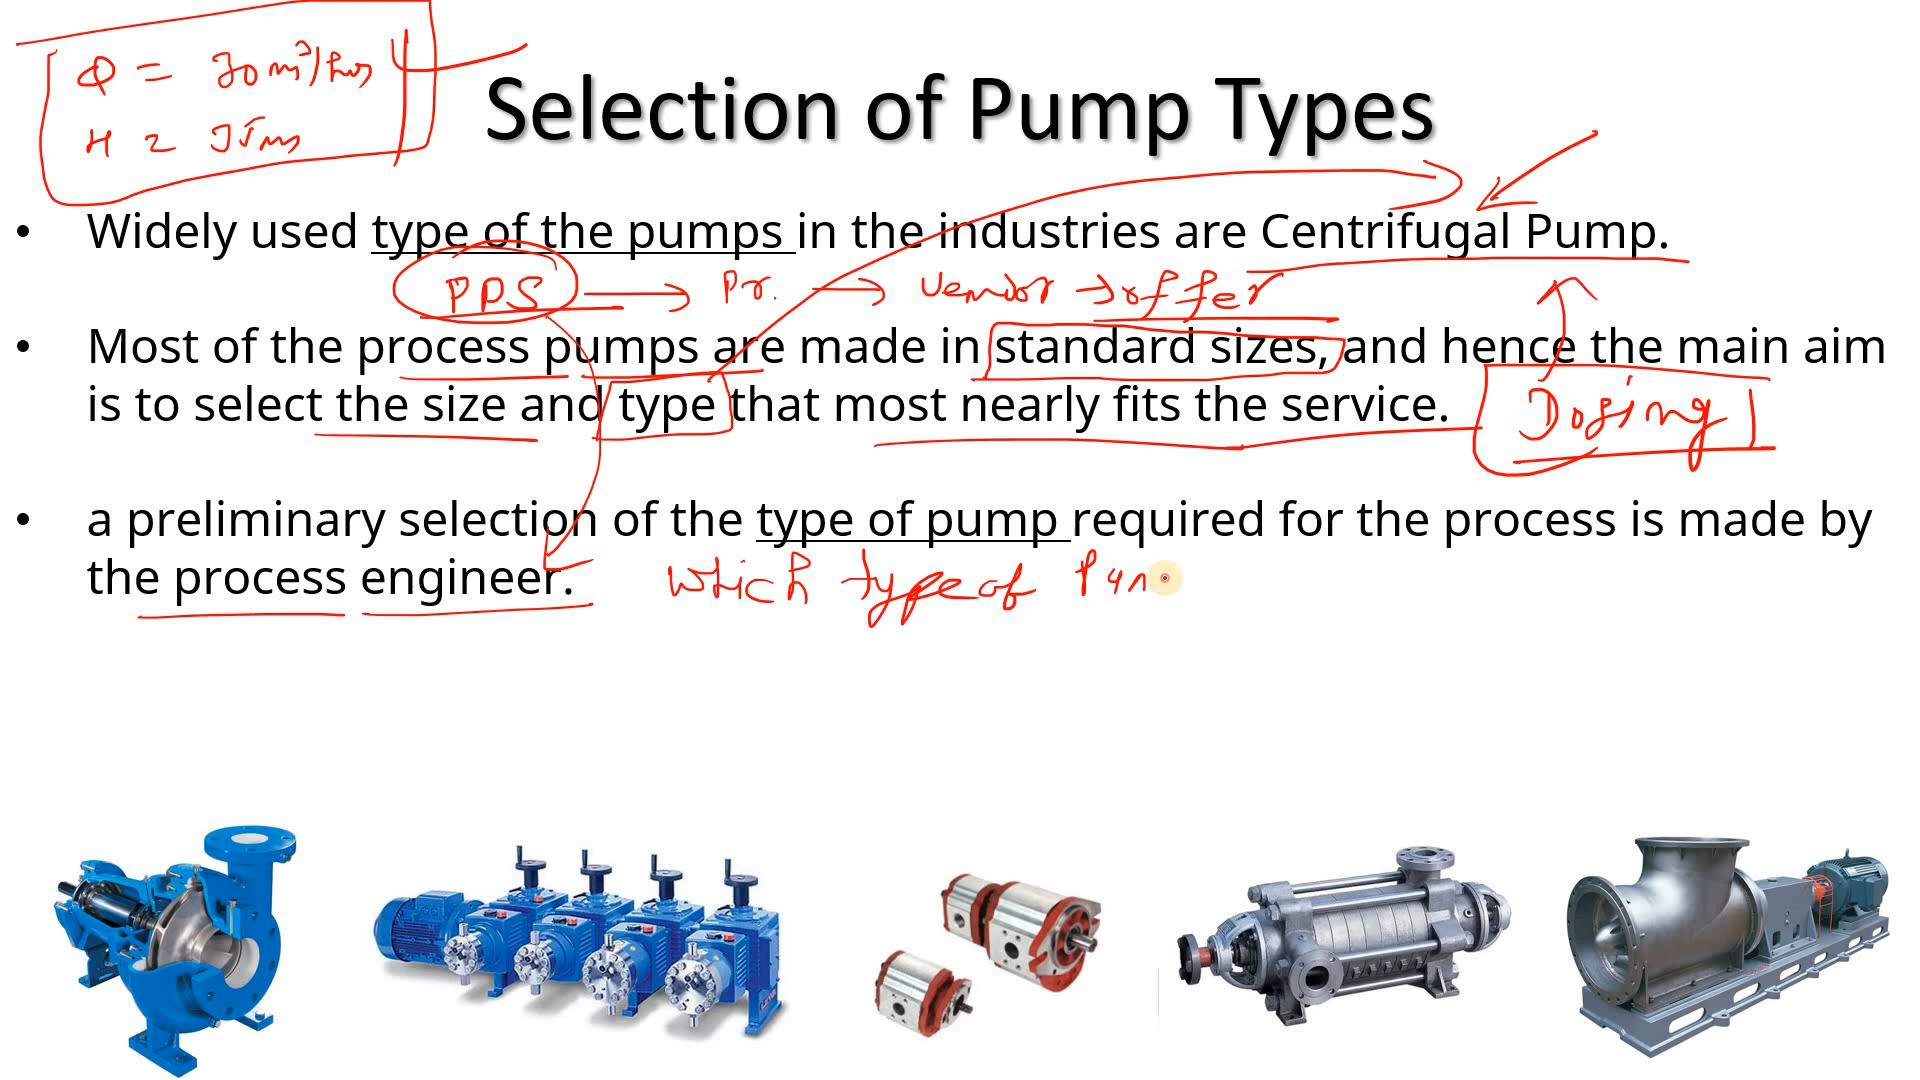 Q = 30 m³/hrs
H = 35 m
Selection of Pump Types
• Widely used type of the pumps in the industries are Centrifugal Pump.
PDS → Pr. → Vendor → offer
• Most of the process pumps are made in standard sizes, and hence the main aim
is to select the size and type that most nearly fits the service.
Dosing
• a preliminary selection of the type of pump required for the process is made by
the process engineer.
which type of